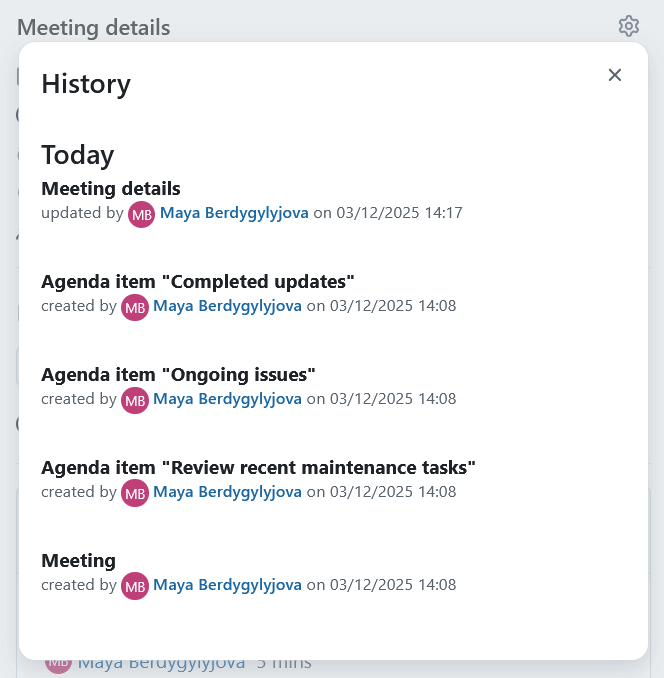 Meeting details
History
Today
Meeting details
updated by MB Maya Berdygylyjova on 03/12/2025 14:17
Agenda item "Completed updates"
created by MB Maya Berdygylyjova on 03/12/2025 14:08
Agenda item "Ongoing issues"
created by MB Maya Berdygylyjova on 03/12/2025 14:08
Agenda item "Review recent maintenance tasks"
created by MB Maya Berdygylyjova on 03/12/2025 14:08
Meeting
created by MB Maya Berdygylyjova on 03/12/2025 14:08
MB Maya Berdygylyjova 5 mins